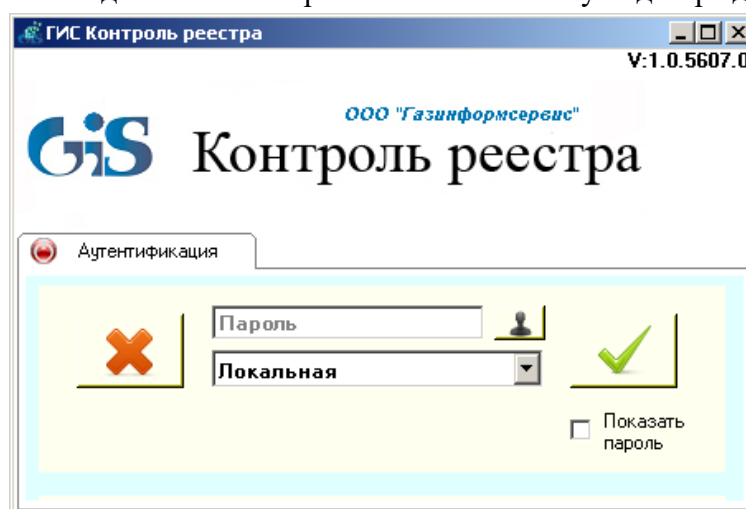 ГИС Контроль реестра
V:1.0.5607.0
ООО "Газинформсервис"
GiS Контроль реестра
Аутентификация
Пароль
Локальная
Показать
пароль